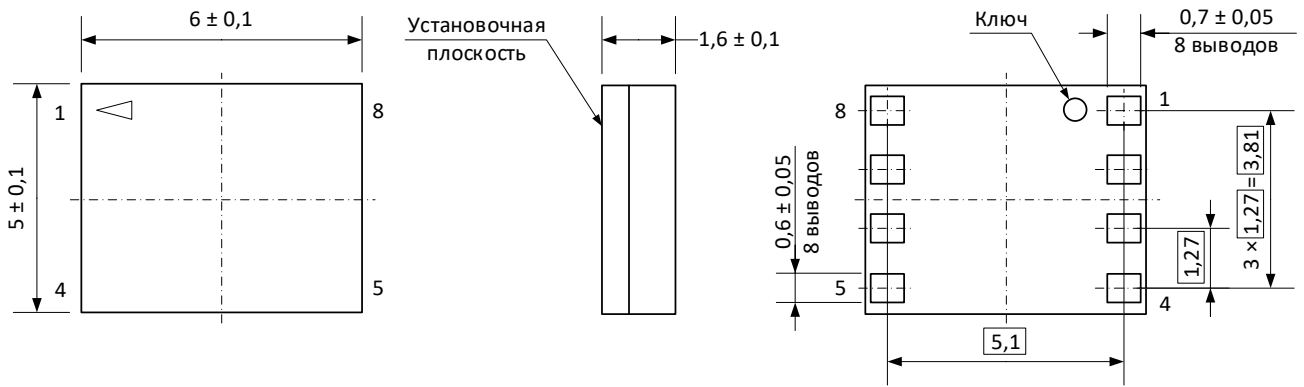 6 ± 0,1
5 ± 0,1
1
8
4
5
Установочная
плоскость
1,6 ± 0,1
Ключ
0,7 ± 0,05
8 выводов
8
1
0,6 ± 0,05
8 выводов
3 × 1,27 = 3,81
1,27
5
4
5,1